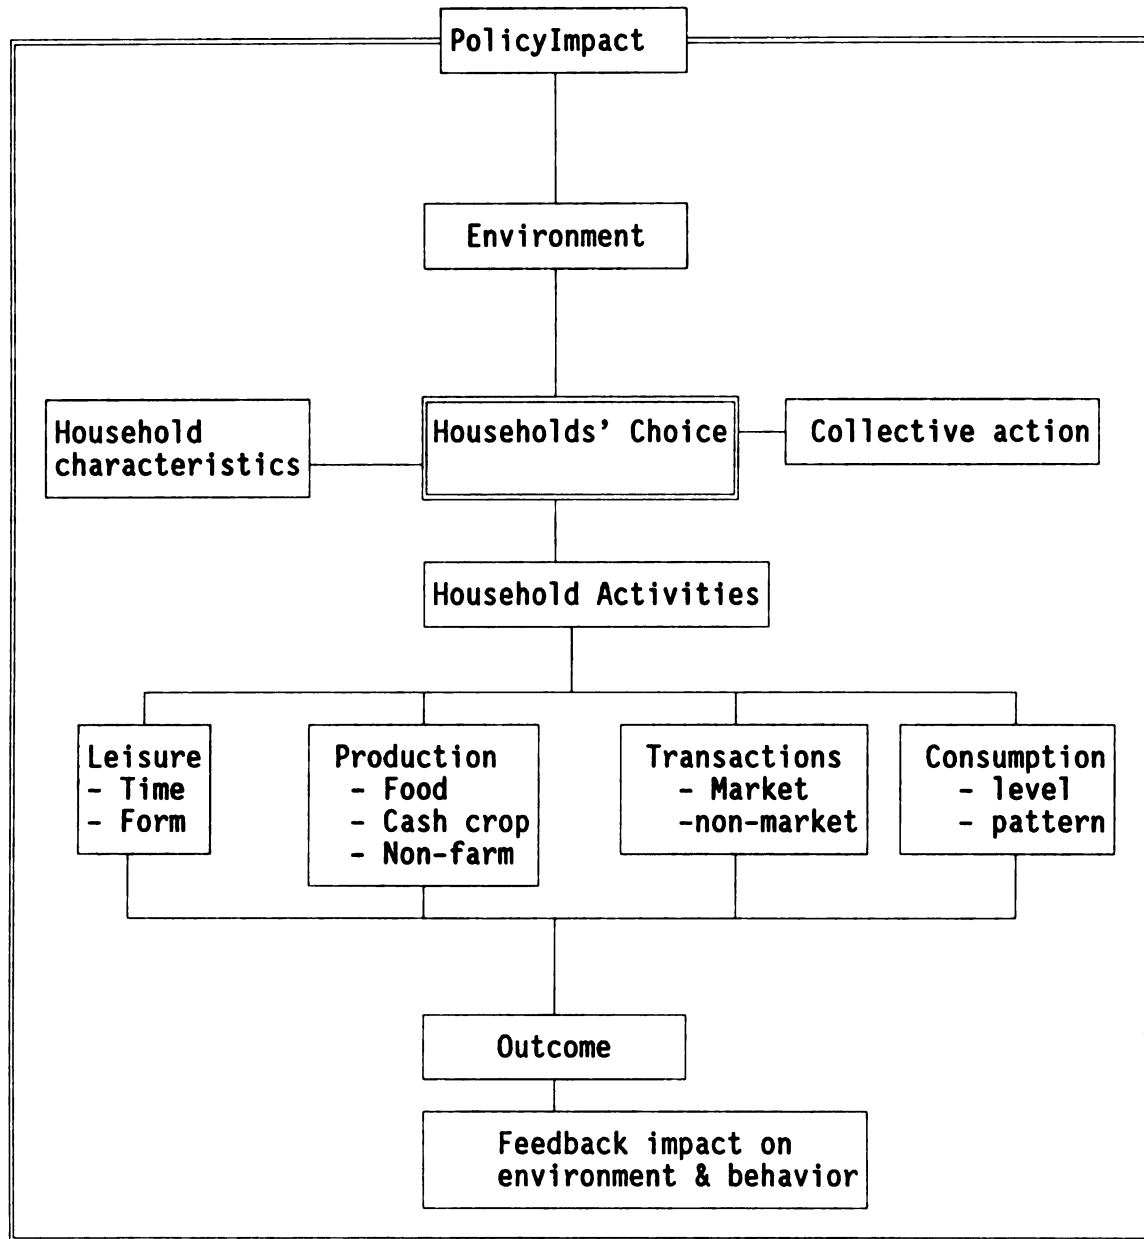 PolicyImpact
Environment
Household
characteristics
Households' Choice
Collective action
Household Activities
Leisure
- Time
- Form
Production
- Food
- Cash crop
- Non-farm
Transactions
- Market
-non-market
Consumption
- level
- pattern
Outcome
Feedback impact on
environment & behavior